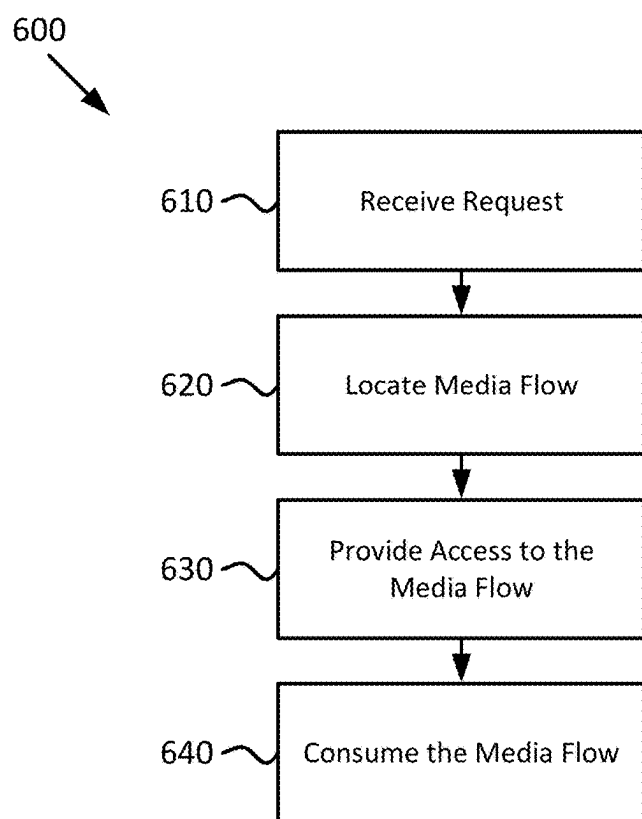 600
610
Receive Request
620
Locate Media Flow
630
Provide Access to the
Media Flow
640
Consume the Media Flow